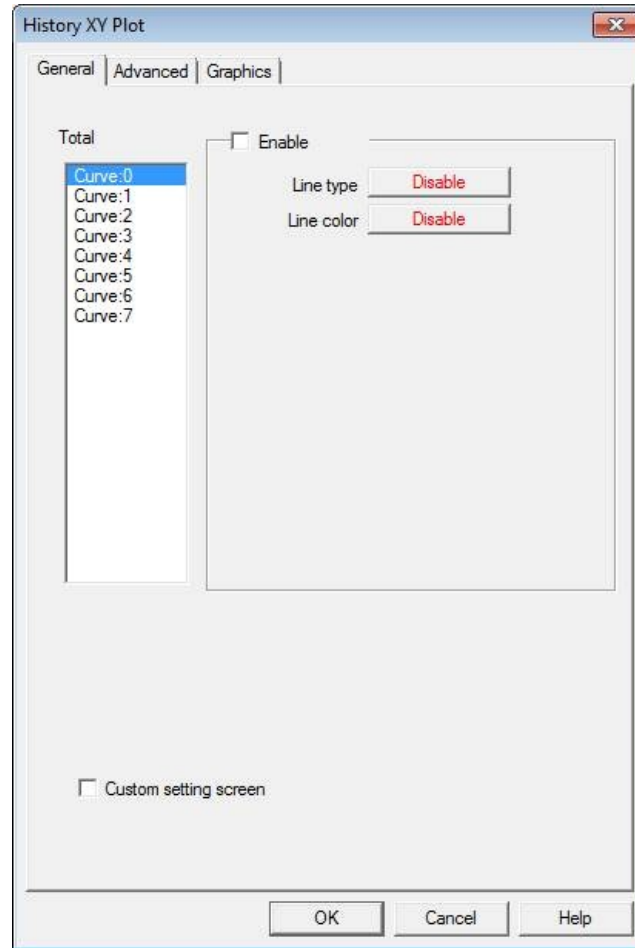 History XY Plot
General Advanced Graphics
Total
Enable
Curve:0
Curve:1
Curve:2
Curve:3
Curve:4
Curve:5
Curve:6
Curve:7
Line type Disable
Line color Disable
Custom setting screen
OK Cancel Help